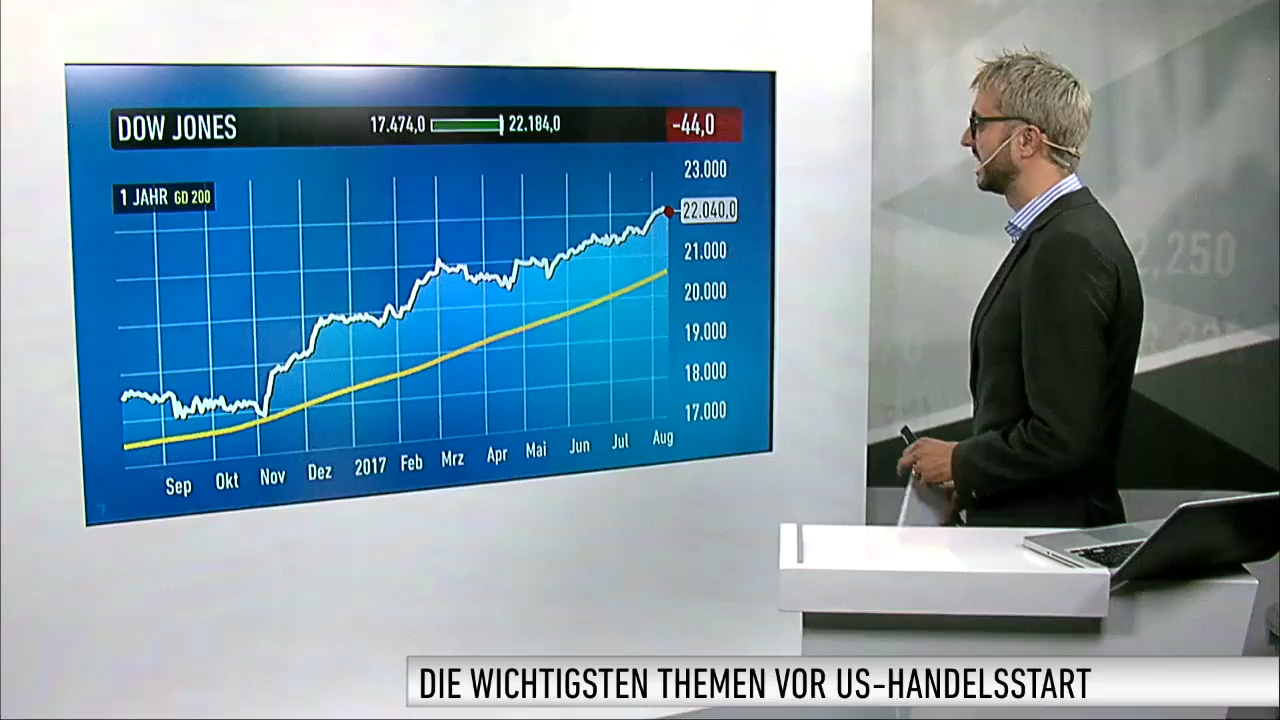 DOW JONES 17.474,0 22.184,0 -44,0
1 JAHR GD 200
23.000
22.040,0
21.000
20.000
19.000
18.000
17.000
Sep Okt Nov Dez 2017 Feb Mrz Apr Mai Jun Jul Aug
2,250
DIE WICHTIGSTEN THEMEN VOR US-HANDELSSTART